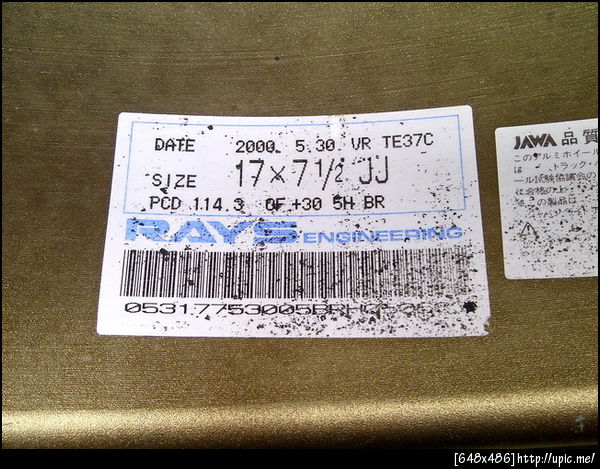 DATE 2000. 5.30. VR TE37C
SIZE 17×7 1/2 JJ
PCD 114.3 OF +30 5H BR
RAYS ENGINEERING
05317753005BR
JAWA 品質
このアルミホイール
は トラック・
ール試験協議会の
に合格の
この製品は
[648x486]http://upic.me/